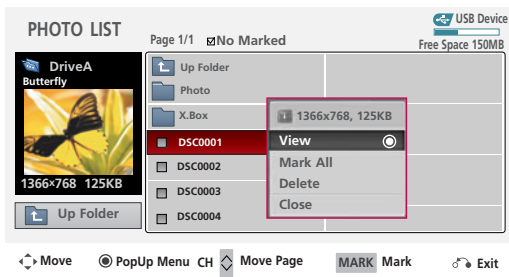 PHOTO LIST
Page 1/1 No Marked
USB Device
Free Space 150MB
DriveA
Butterfly
1366×768 125KB
Up Folder
Up Folder
Photo
X.Box
DSC0001
DSC0002
DSC0003
DSC0004
1366x768, 125KB
View
Mark All
Delete
Close
Move PopUp Menu CH Move Page MARK Mark Exit